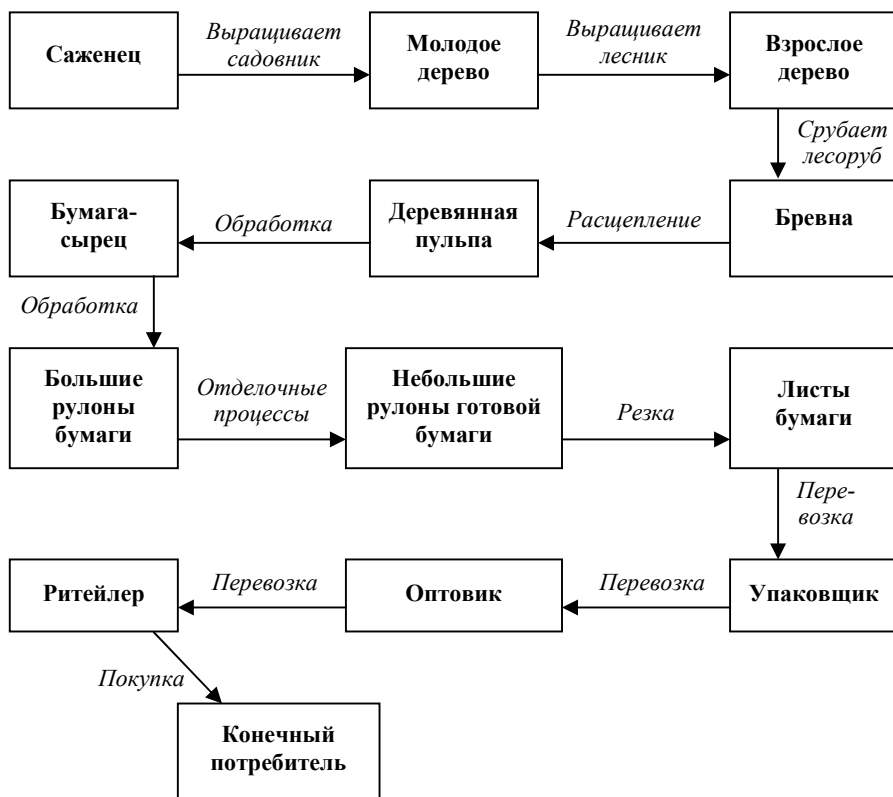 Саженец
Выращивает
садовник
Молодое
дерево
Выращивает
лесник
Взрослое
дерево
Срубает
лесоруб
Бревна
Расщепление
Деревянная
пульпа
Обработка
Бумага-
сырец
Обработка
Большие
рулоны
бумаги
Отделочные
процессы
Небольшие
рулоны готовой
бумаги
Резка
Листы
бумаги
Пере-
возка
Упаковщик
Перевозка
Оптовик
Перевозка
Ритейлер
Покупка
Конечный
потребитель